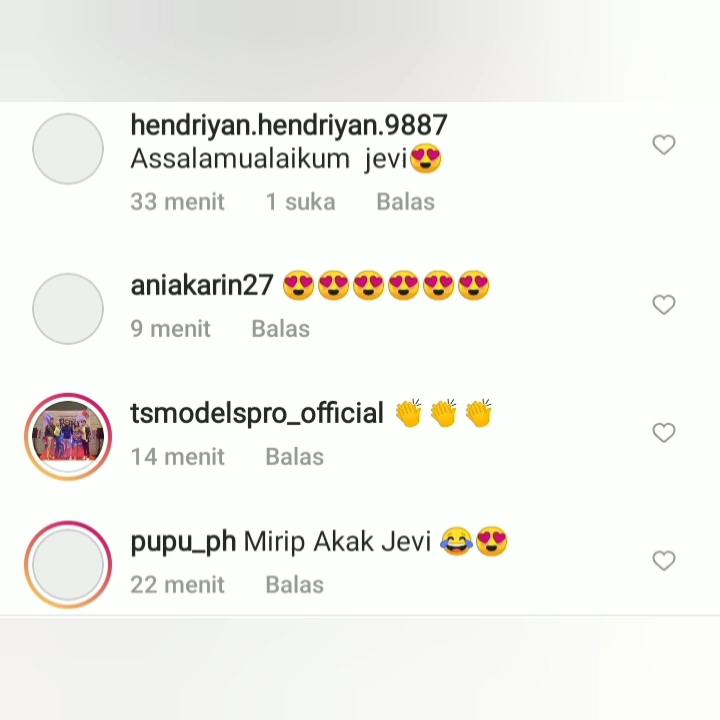 hendriyan.hendriyan.9887
Assalamualaikum jevi😍
33 menit 1 suka Balas
aniakarin27 😍😍😍😍😍😍
9 menit Balas
tsmodelspro_official 👏👏👏
14 menit Balas
pupu_ph Mirip Akak Jevi 😂😍
22 menit Balas